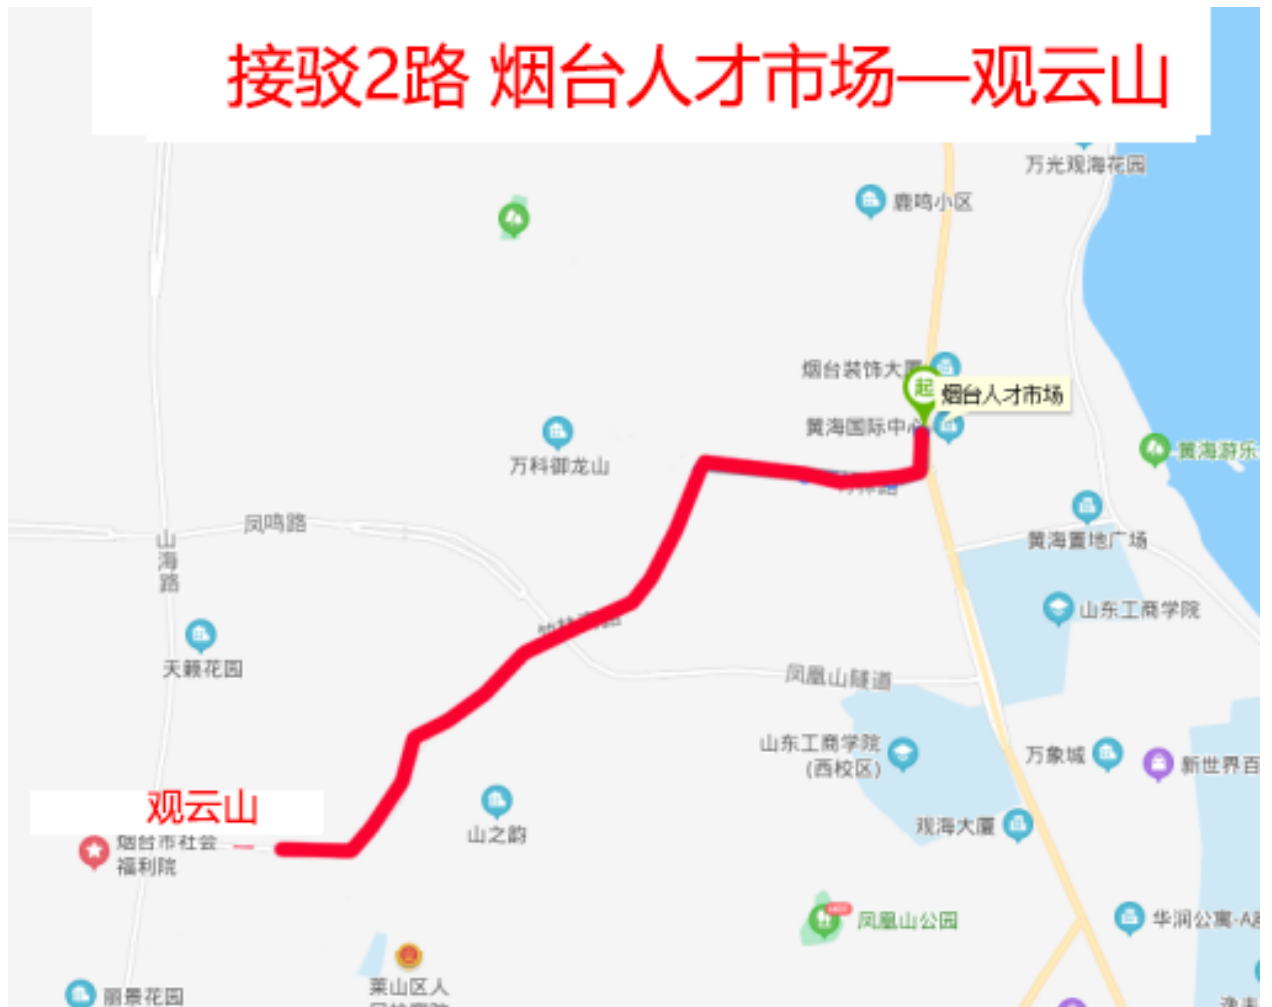 接驳2路 烟台人才市场—观云山
万光观海花园
鹿鸣小区
烟台装饰大厦
起
烟台人才市场
黄海国际中心
万科御龙山
黄海游乐
凤鸣路
山海路
黄海置地广场
山东工商学院
天籁花园
凤凰山隧道
山东工商学院
(西校区)
万象城
新世界百
观云山
山之韵
观海大厦
烟台市社会
福利院
凤凰山公园
华润公寓-A
莱山区人
丽景花园